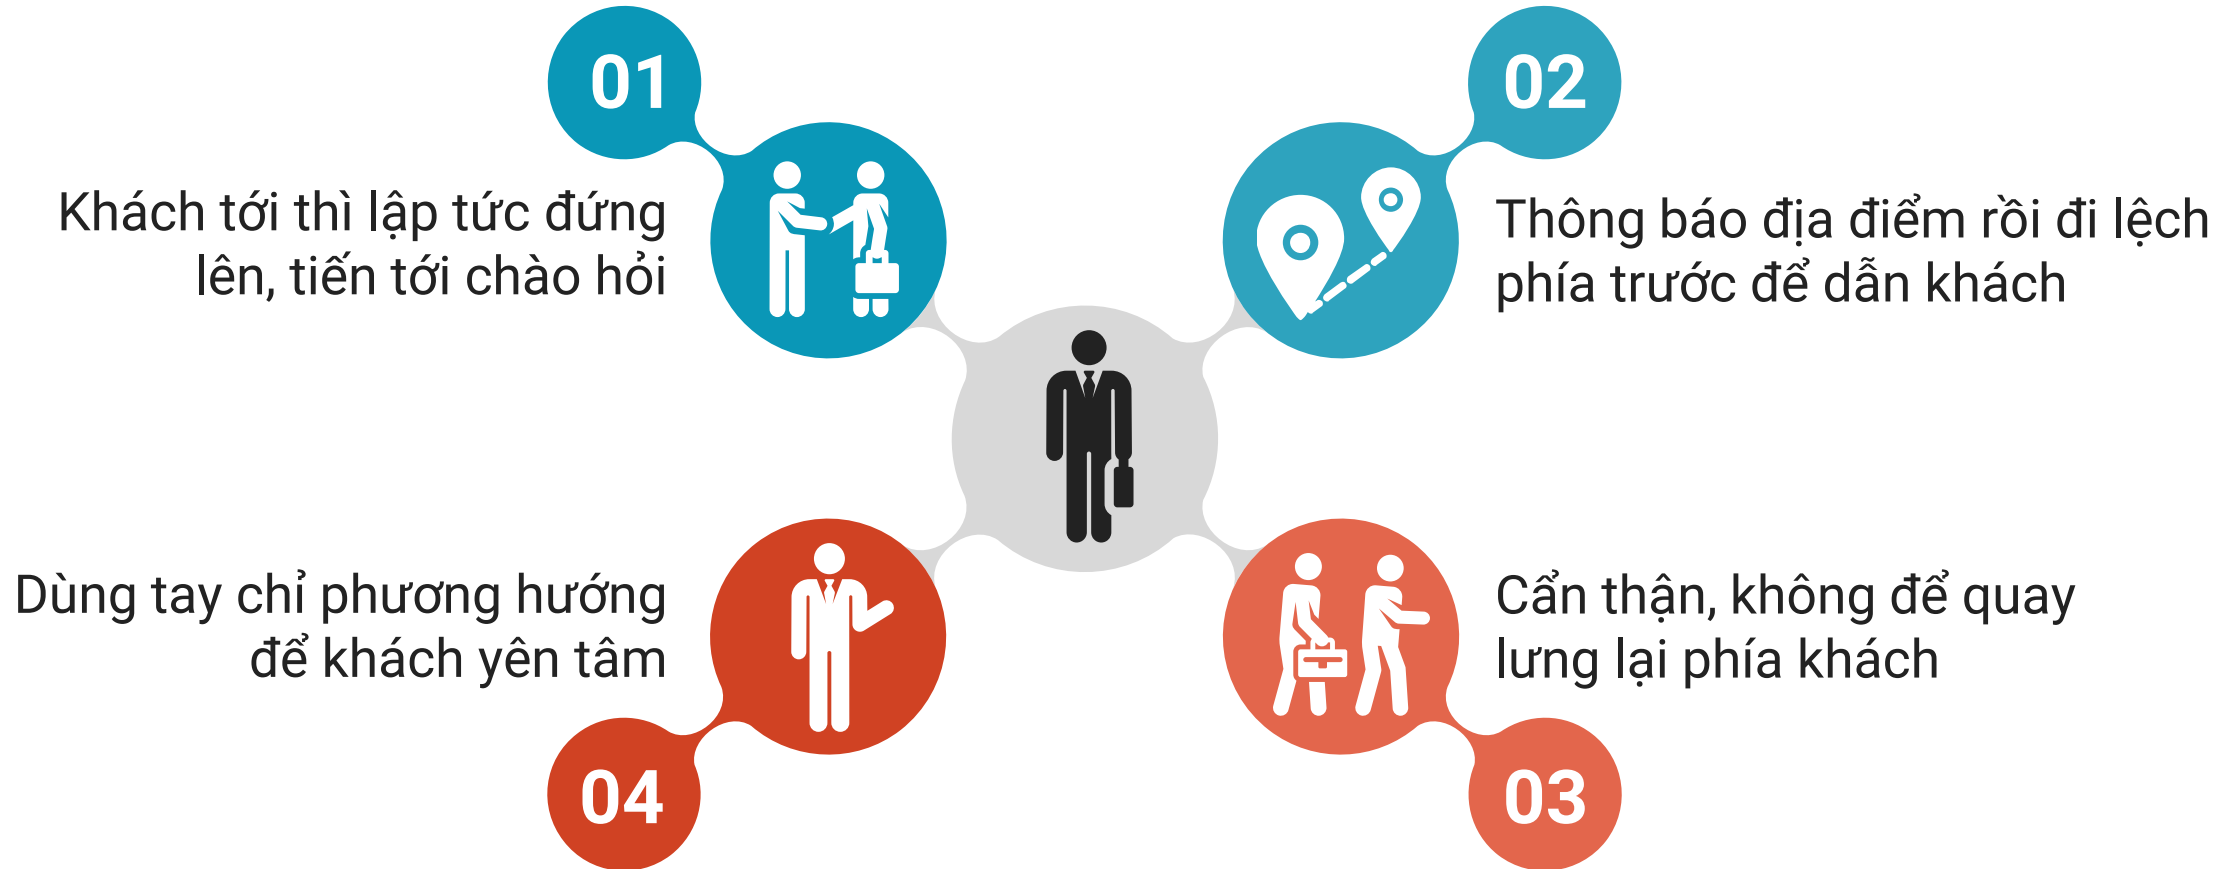 01
Khách tới thì lập tức đứng
lên, tiến tới chào hỏi
02
Thông báo địa điểm rồi đi lệch
phía trước để dẫn khách
03
Cẩn thận, không để quay
lưng lại phía khách
04
Dùng tay chỉ phương hướng
để khách yên tâm